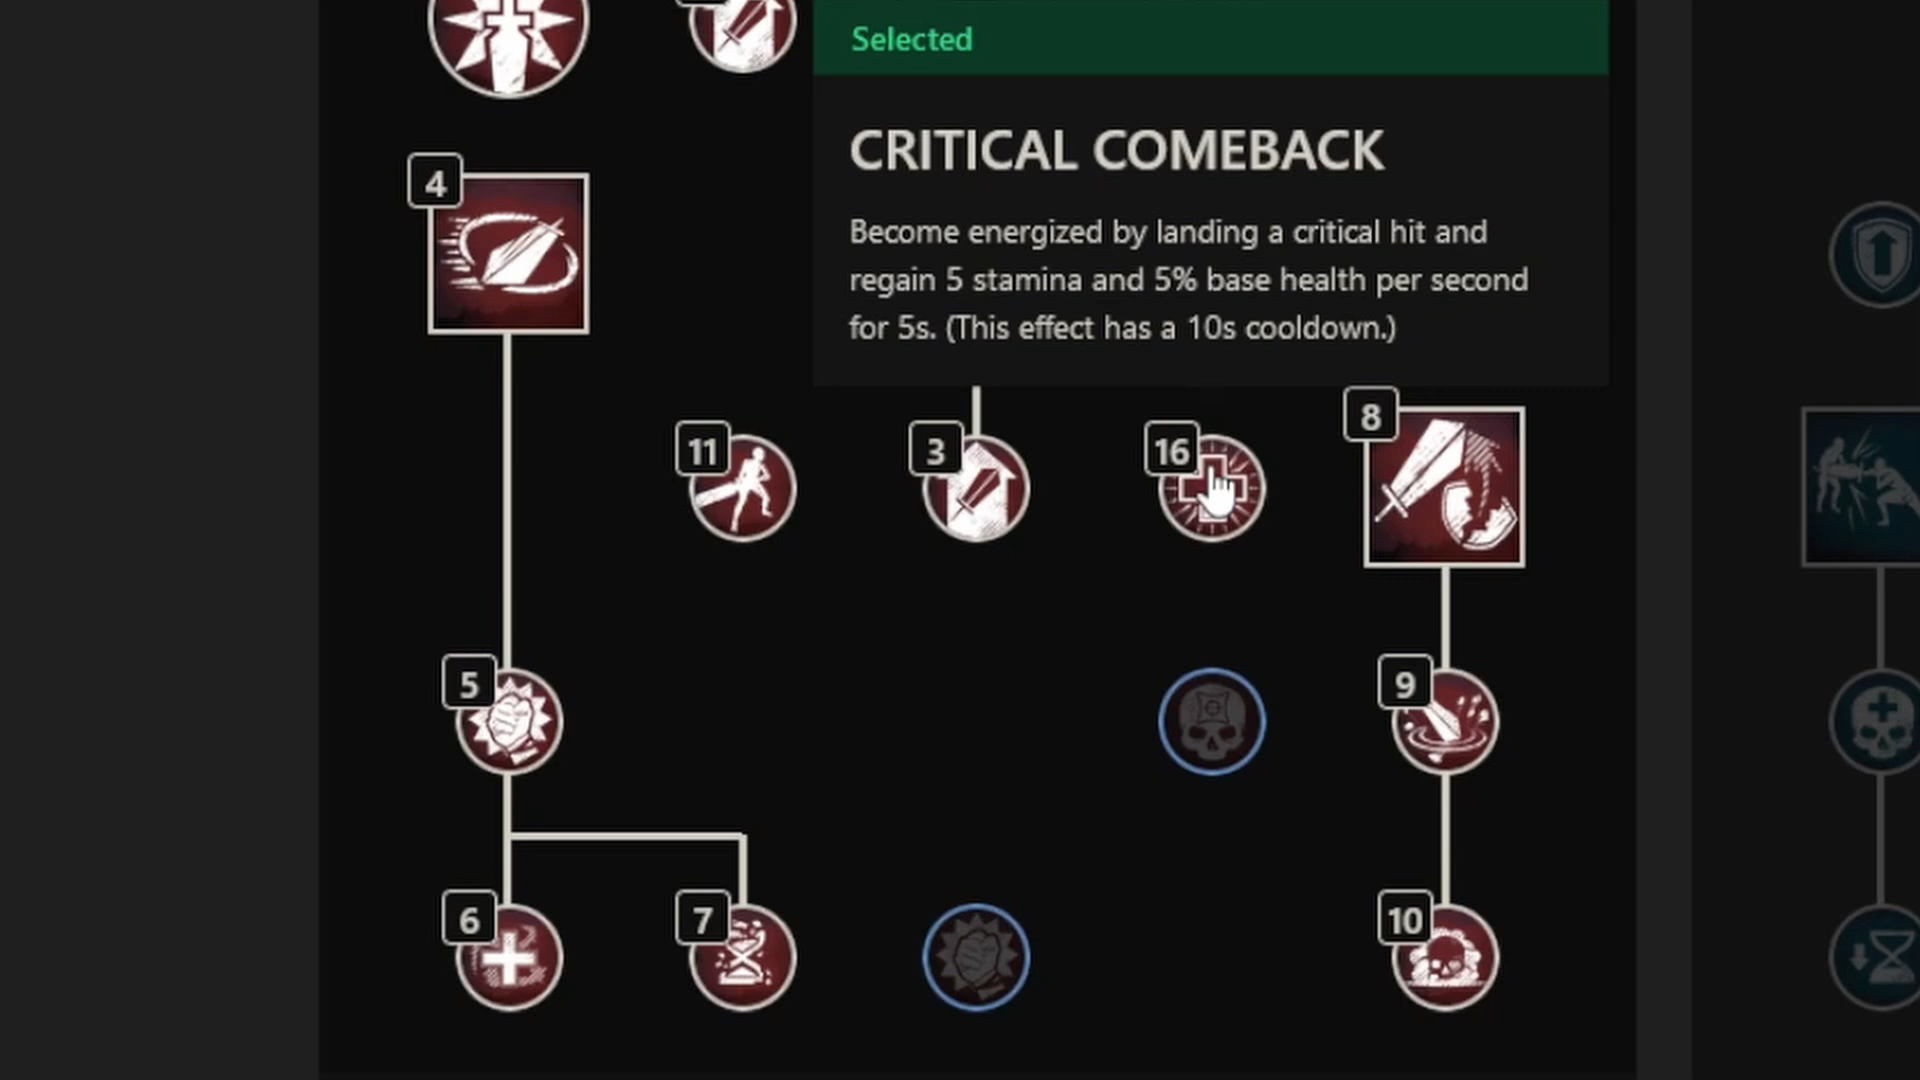 Selected
CRITICAL COMEBACK
Become energized by landing a critical hit and
regain 5 stamina and 5% base health per second
for 5s. (This effect has a 10s cooldown.)
4
8
11
3
16
5
9
6
7
10